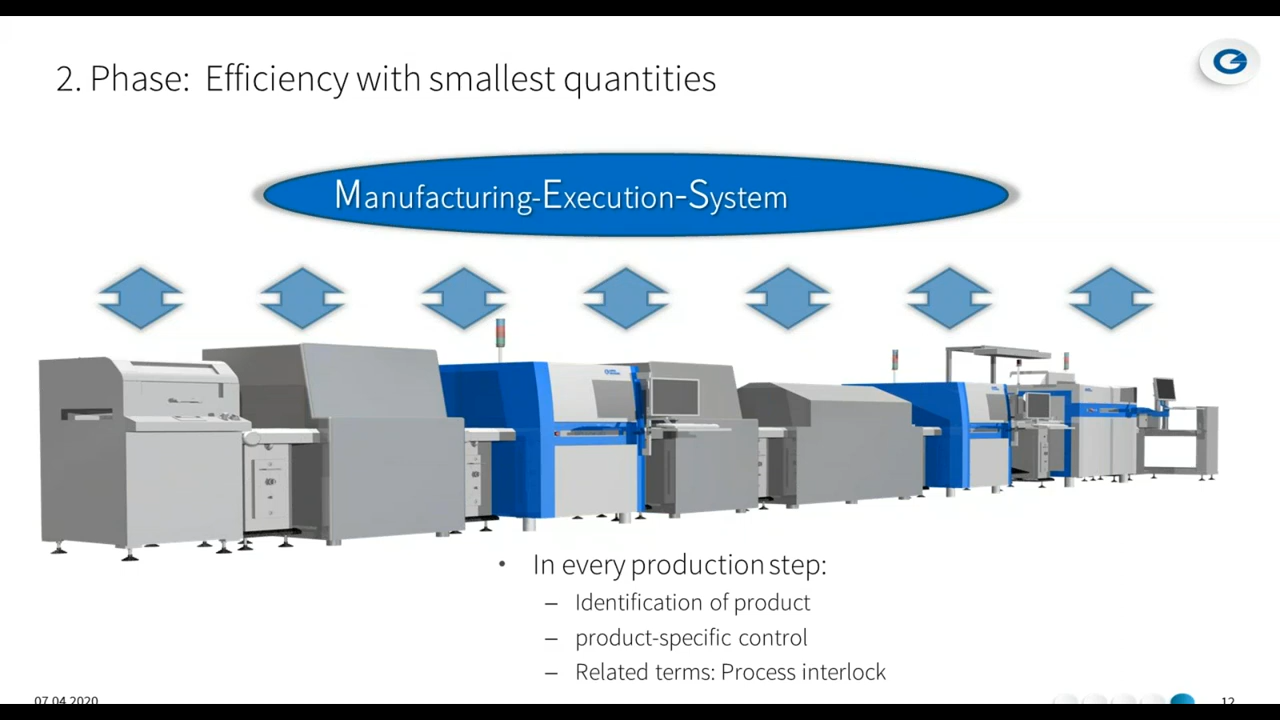 2. Phase: Efficiency with smallest quantities
G
Manufacturing-Execution-System
• In every production step:
– Identification of product
– product-specific control
– Related terms: Process interlock
07.04.2020
12